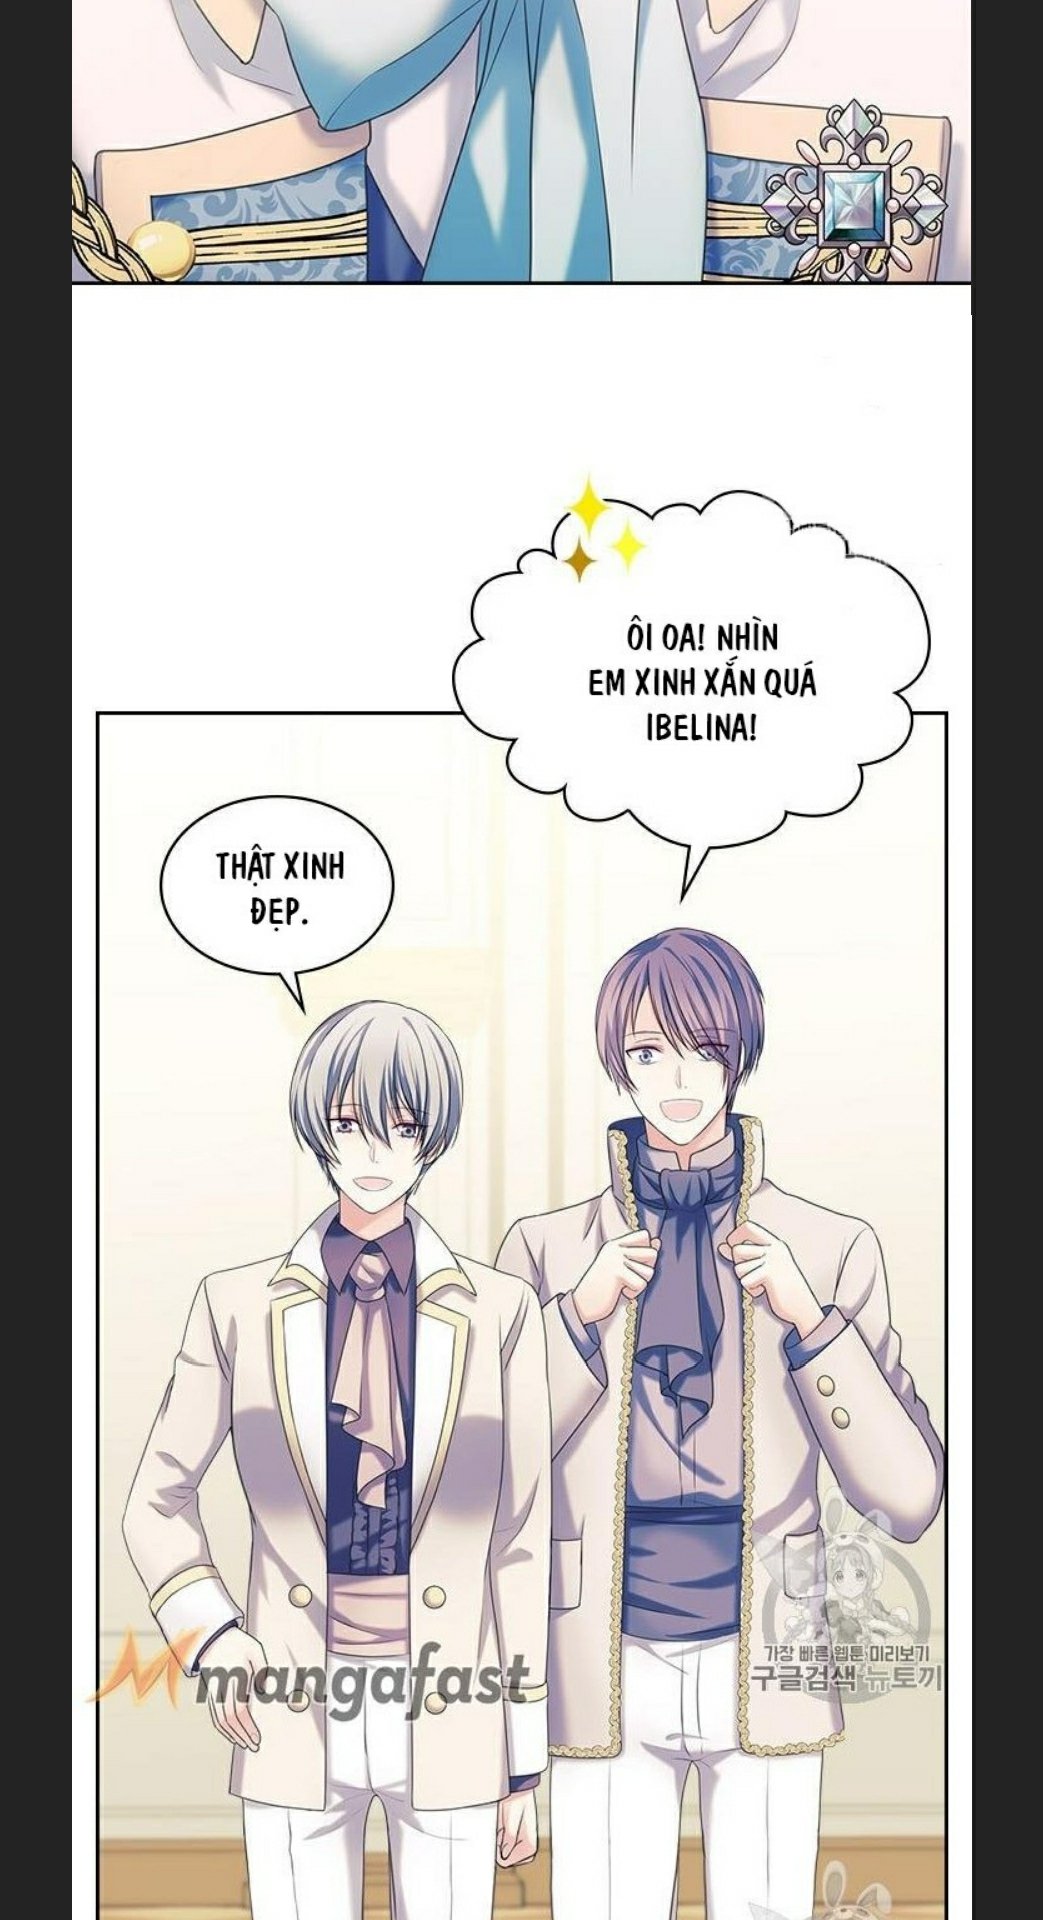 ÔI OA! NHÌN
EM XINH XẮN QUÁ
IBELINA!
THẬT XINH
ĐẸP.
mangafast
가장 빠른 웹툰 미리보기
구글검색 뉴토끼